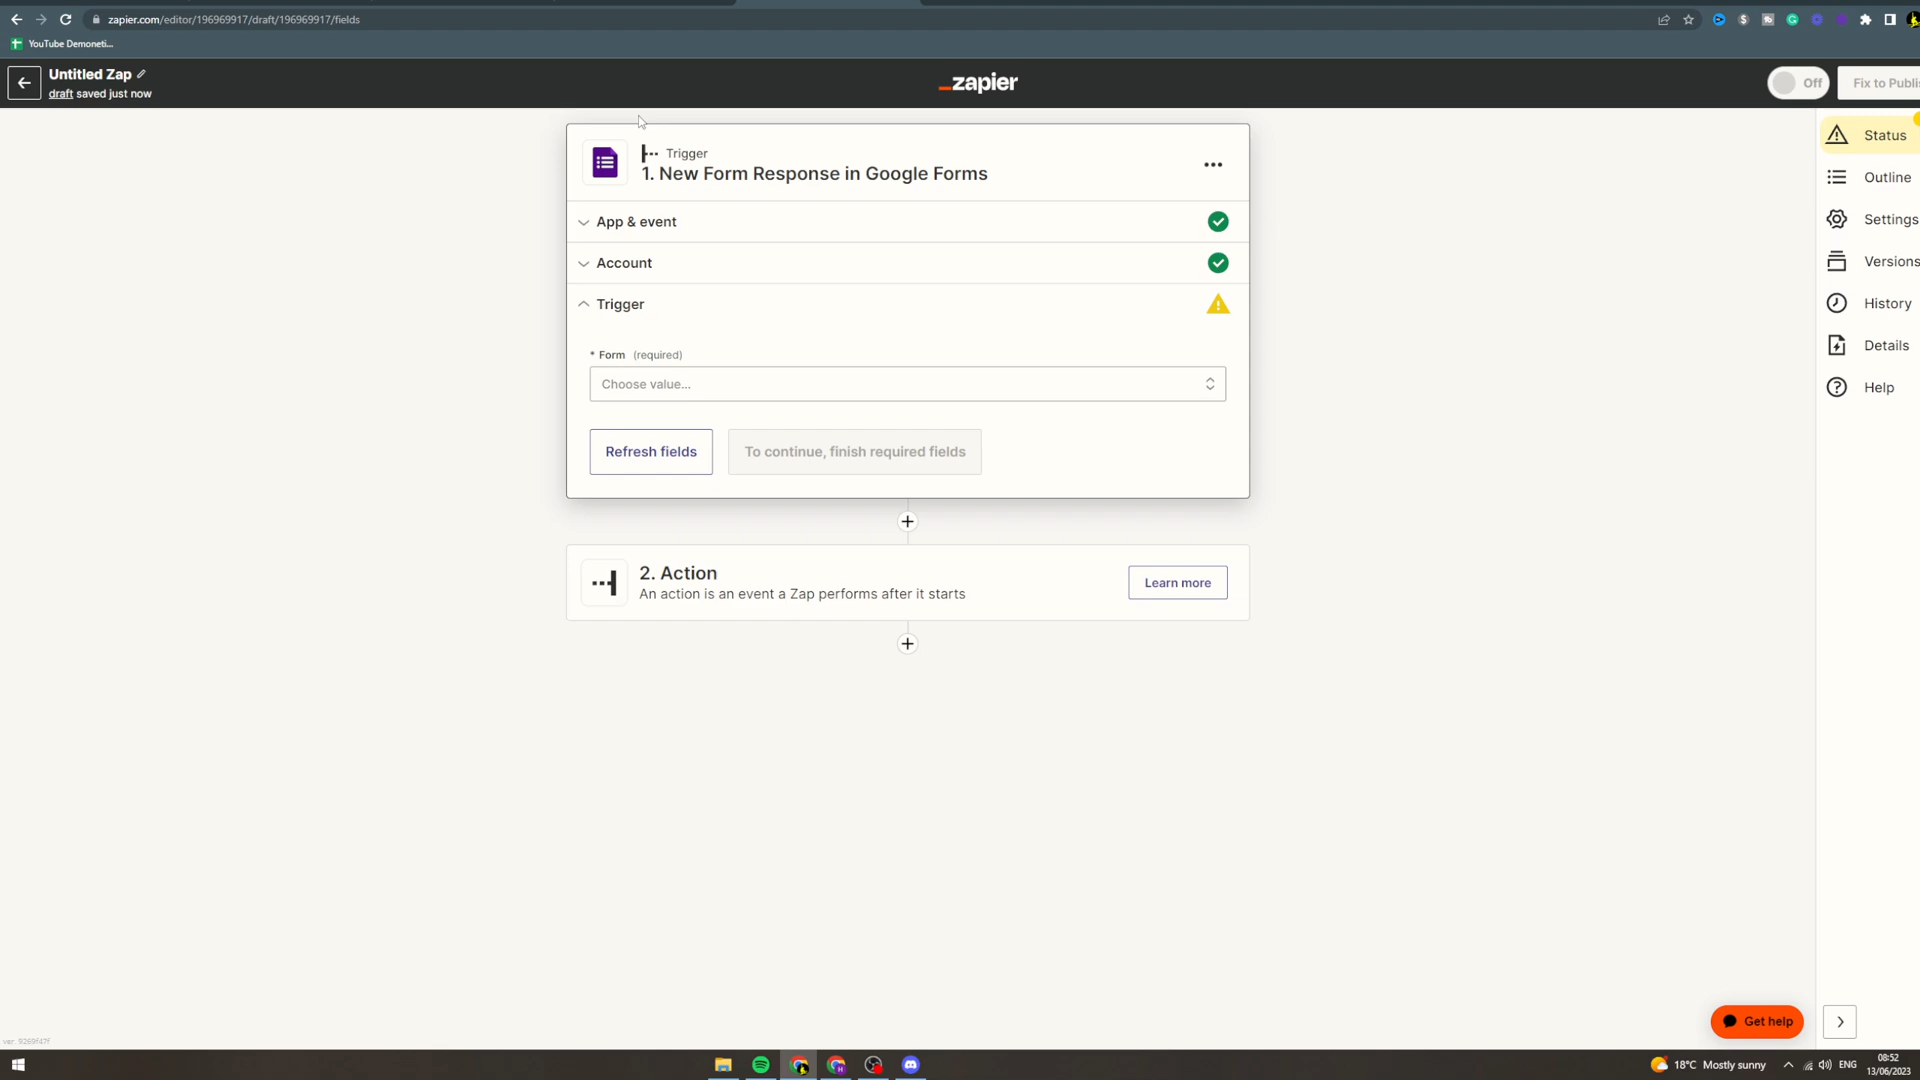 zapier.com/editor/196969917/draft/196969917/fields
YouTube Demoneti...
Untitled Zap
draft saved just now
_zapier
Off
Fix to Publi
Trigger
1. New Form Response in Google Forms
Status
Outline
Settings
Versions
History
Details
Help
App & event
Account
Trigger
* Form (required)
Choose value...
Refresh fields
To continue, finish required fields
2. Action
An action is an event a Zap performs after it starts
Learn more
Get help
ver. 9269f47f
18°C Mostly sunny
ENG
08:52
13/06/2023